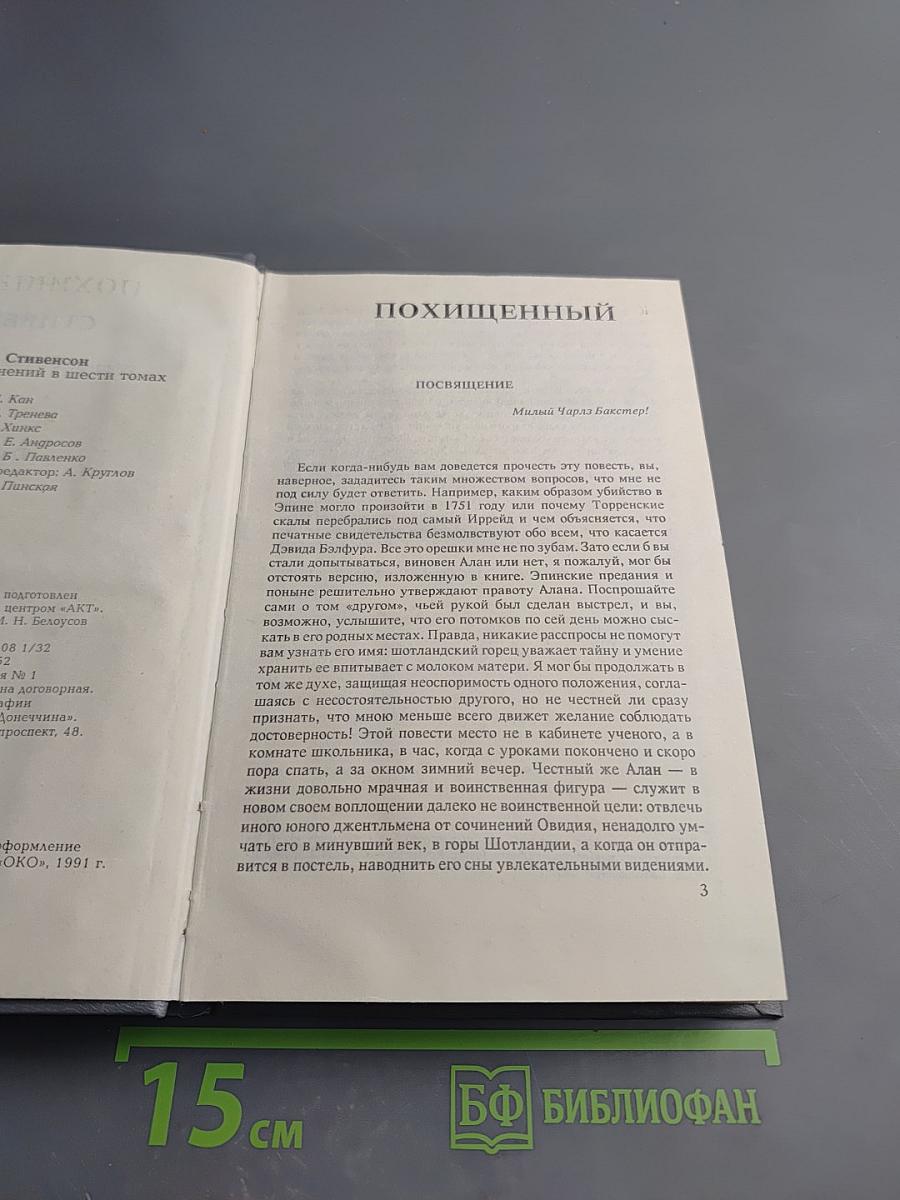 Стивенсон
нений в шести томах
Кан
Тренева
Хинкс
Е. Андросов
Б . Павленко
редактор: А. Круглов
Пинская
подготовлен
центром «АКТ».
М. Н. Белоусов
08 1/32
52
я № 1
на договорная.
афии
Донеччина».
проспект, 48.
оформление
«ОКО», 1991 г.
ПОХИЩЕННЫЙ
ПОСВЯЩЕНИЕ
Милый Чарлз Бакстер!
Если когда-нибудь вам доведется прочесть эту повесть, вы,
наверное, зададитесь таким множеством вопросов, что мне не
под силу будет ответить. Например, каким образом убийство в
Эпине могло произойти в 1751 году или почему Торренские
скалы перебрались под самый Иррейд и чем объясняется, что
печатные свидетельства безмолвствуют обо всем, что касается
Дэвида Бэлфура. Все это орешки мне не по зубам. Зато если б вы
стали допытываться, виновен Алан или нет, я пожалуй, мог бы
отстоять версию, изложенную в книге. Эпинские предания и
поныне решительно утверждают правоту Алана. Поспрошайте
сами о том «другом», чьей рукой был сделан выстрел, и вы,
возможно, услышите, что его потомков по сей день можно сыс-
кать в его родных местах. Правда, никакие расспросы не помогут
вам узнать его имя: шотландский горец уважает тайну и умение
хранить ее впитывает с молоком матери. Я мог бы продолжать в
том же духе, защищая неоспоримость одного положения, согла-
шаясь с несостоятельностью другого, но не честней ли сразу
признать, что мною меньше всего движет желание соблюдать
достоверность! Этой повести место не в кабинете ученого, а в
комнате школьника, в час, когда с уроками покончено и скоро
пора спать, а за окном зимний вечер. Честный же Алан — в
жизни довольно мрачная и воинственная фигура — служит в
новом своем воплощении далеко не воинственной цели: отвлечь
иного юного джентльмена от сочинений Овидия, ненадолго ум-
чать его в минувший век, в горы Шотландии, а когда он отпра-
вится в постель, наводнить его сны увлекательными видениями.
3
15 см
БФ БИБЛИОФАН